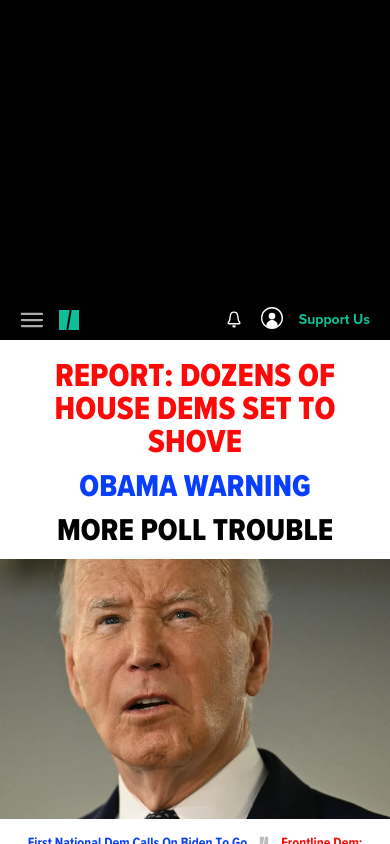 Support Us
REPORT: DOZENS OF
HOUSE DEMS SET TO
SHOVE
OBAMA WARNING
MORE POLL TROUBLE
First National Dem Calls On Biden To Go // Frontline Dem: